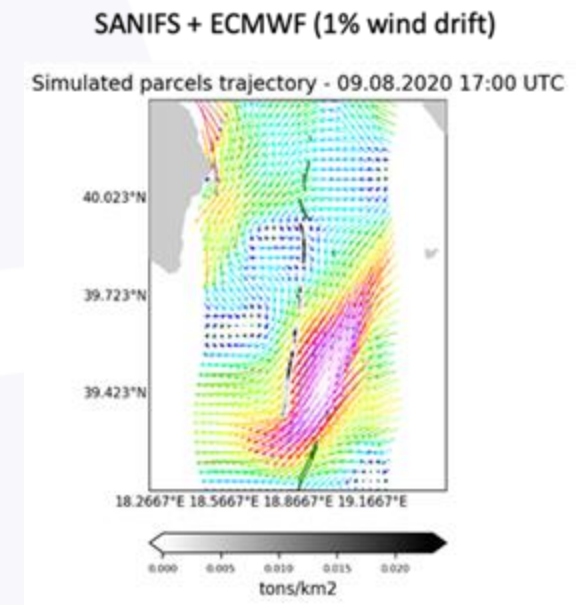 SANIFS + ECMWF (1% wind drift)
Simulated parcels trajectory - 09.08.2020 17:00 UTC
40.023°N
39.723°N
39.423°N
18.2667°E 18.5667°E 18.8667°E 19.1667°E
0.000 0.005 0.010 0.015 0.020
tons/km2